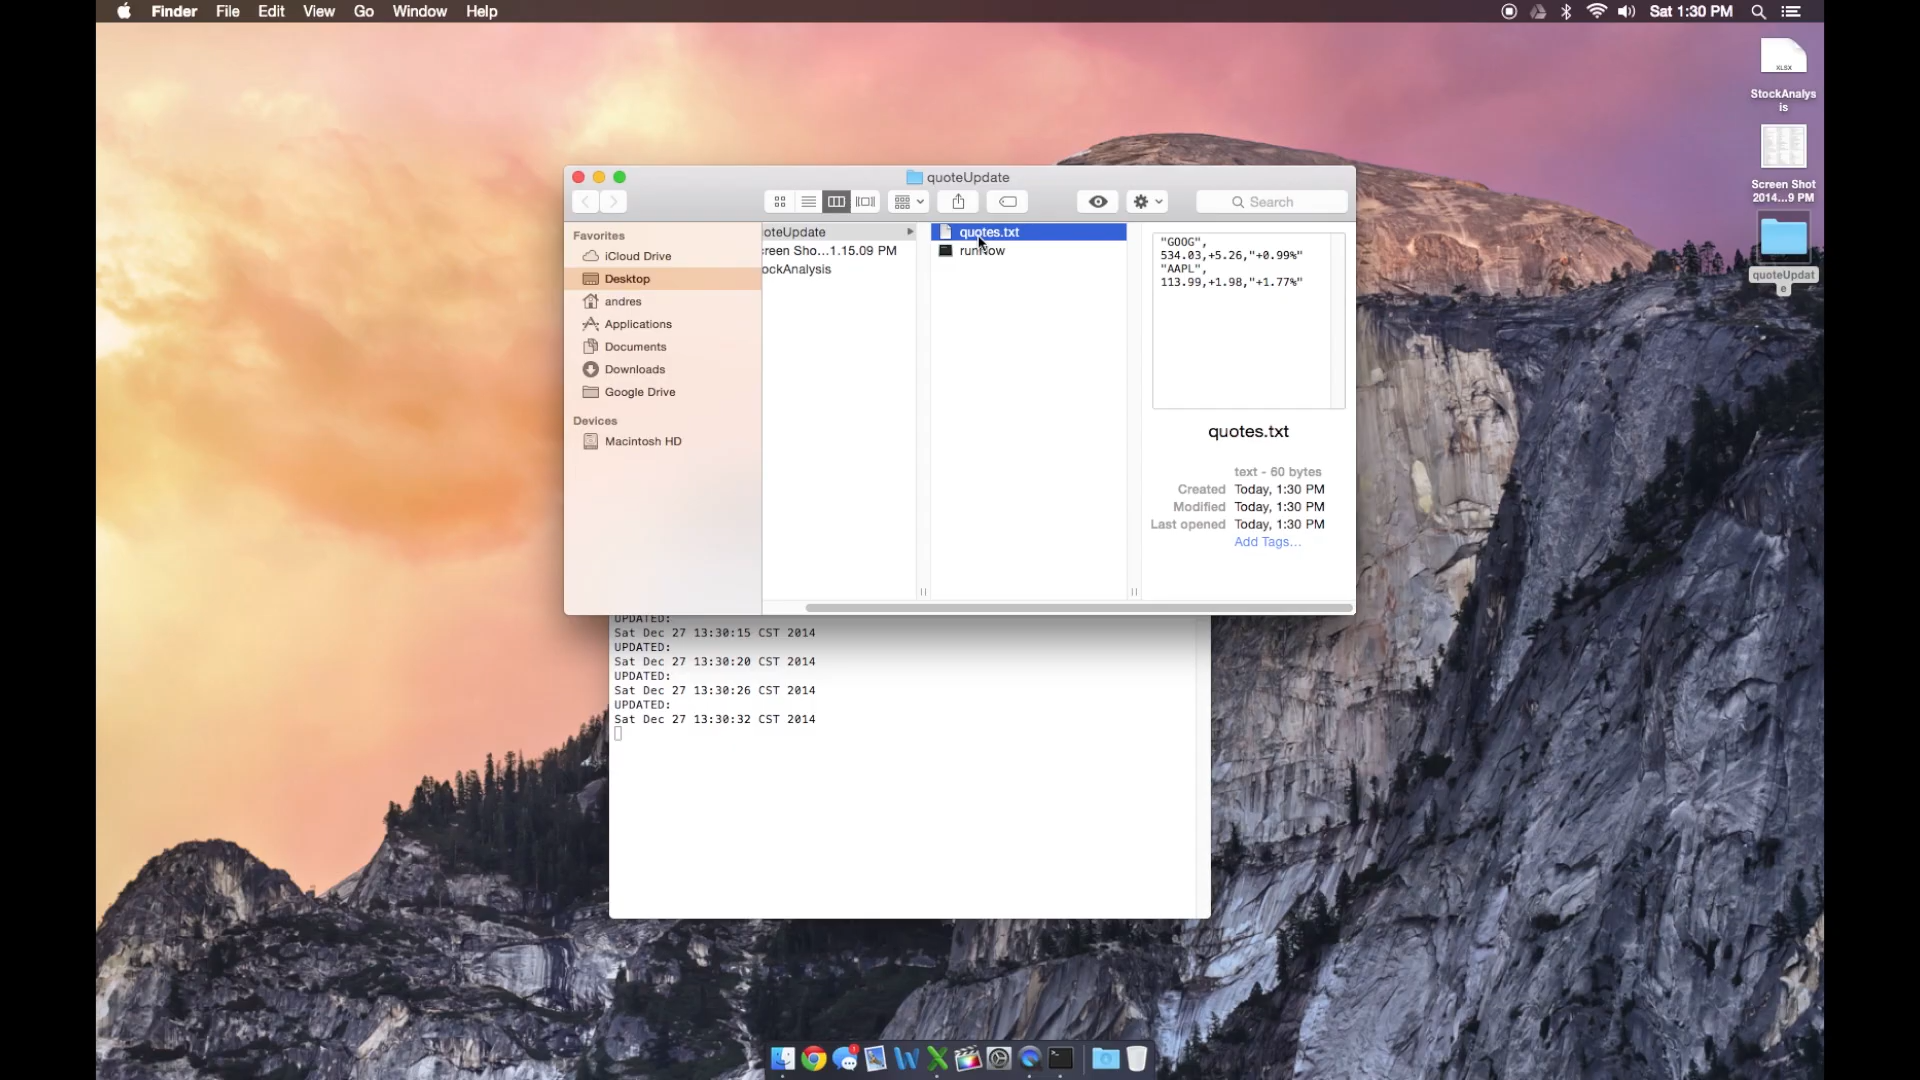 Finder File Edit View Go Window Help
Sat 1:30 PM
XLSX
StockAnalys
is
Screen Shot
2014...9 PM
quoteUpdat
e
quoteUpdate
Search
Favorites
iCloud Drive
Desktop
andres
Applications
Documents
Downloads
Google Drive
Devices
Macintosh HD
oteUpdate
reen Sho...1.15.09 PM
ockAnalysis
quotes.txt
runNow
"GOOG",
534.03,+5.26,"+0.99%"
"AAPL",
113.99,+1.98,"+1.77%"
quotes.txt
text - 60 bytes
Created Today, 1:30 PM
Modified Today, 1:30 PM
Last opened Today, 1:30 PM
Add Tags...
UPDATED:
Sat Dec 27 13:30:15 CST 2014
UPDATED:
Sat Dec 27 13:30:20 CST 2014
UPDATED:
Sat Dec 27 13:30:26 CST 2014
UPDATED:
Sat Dec 27 13:30:32 CST 2014